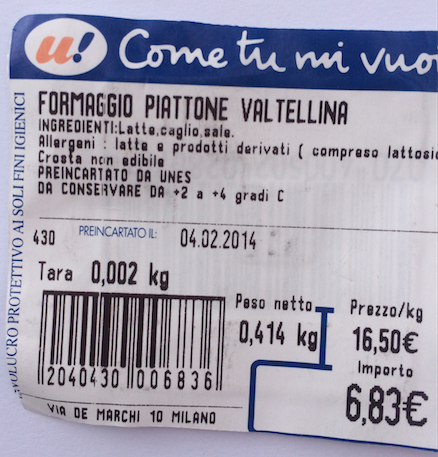 u! Come tu mi vuo
FORMAGGIO PIATTONE VALTELLINA
INGREDIENTI:Latte,caglio,sale.
Allergeni : latte e prodotti derivati ( compreso lattosio
Crosta non edibile
PREINCARTATO DA UNES
DA CONSERVARE DA +2 a +4 gradi C
430 PREINCARTATO IL: 04.02.2014
Tara 0,002 kg
Peso netto Prezzo/kg
0,414 kg 16,50€
Importo
6,83€
2040430 006836
VIA DE MARCHI 10 MILANO
VOLUCRO PROTETTIVO AI SOLI FINI IGIENICI